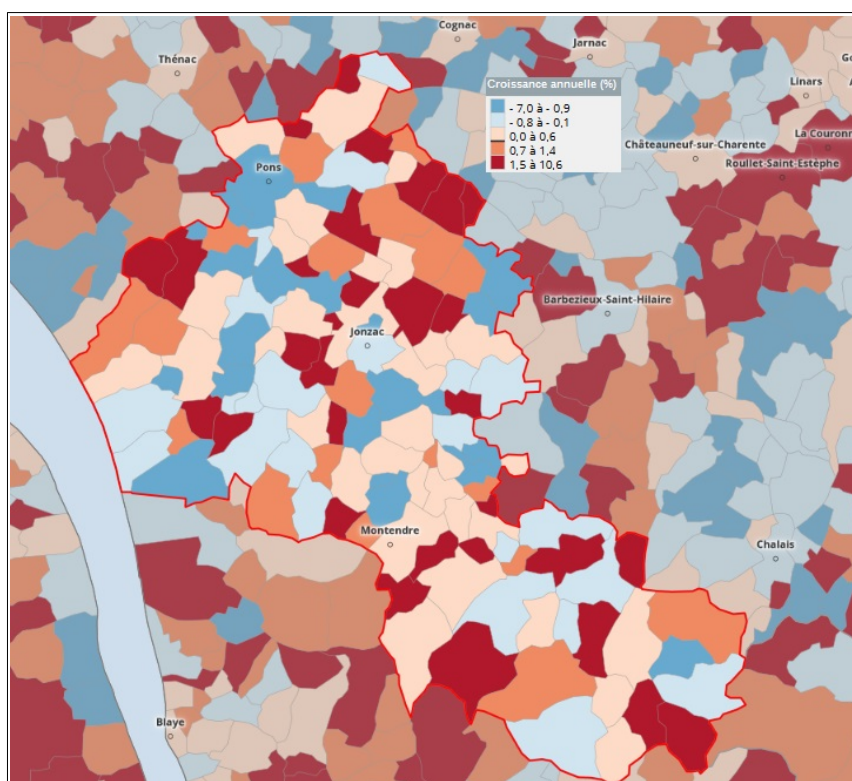 Cognac
Jarnac
Thénac
Linars
Croissance annuelle (%)
- 7,0 à - 0,9
- 0,8 à - 0,1
0,0 à 0,6
0,7 à 1,4
1,5 à 10,6
La Couronn
Châteauneuf-sur-Charente
Roullet-Saint-Estèphe
Pons
Barbezieux-Saint-Hilaire
Jonzac
Montendre
Chalais
Blaye